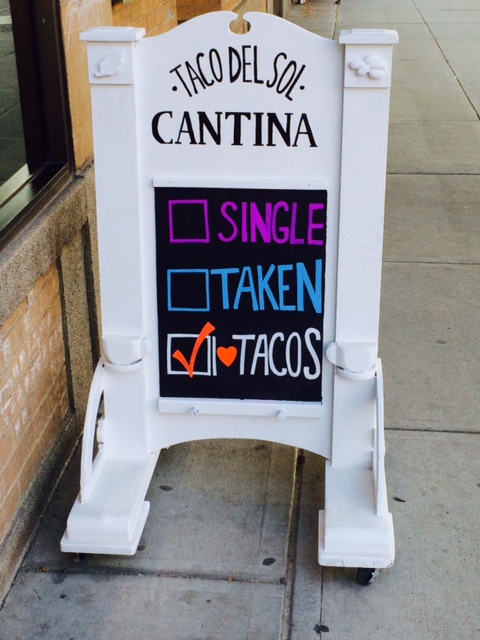 ·TACO DEL SOL·
CANTINA
SINGLE
TAKEN
I ♥ TACOS